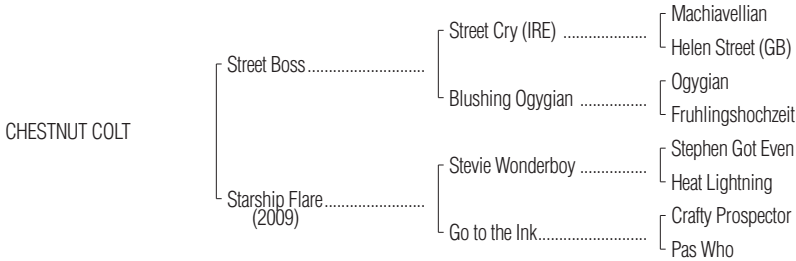 Machiavellian
Street Cry (IRE) ....................
Helen Street (GB)
Street Boss...........................
Ogygian
Blushing Ogygian ................
Fruhlingshochzeit
CHESTNUT COLT
Stephen Got Even
Stevie Wonderboy ................
Heat Lightning
Starship Flare.......................
(2009)
Crafty Prospector
Go to the Ink..........................
Pas Who